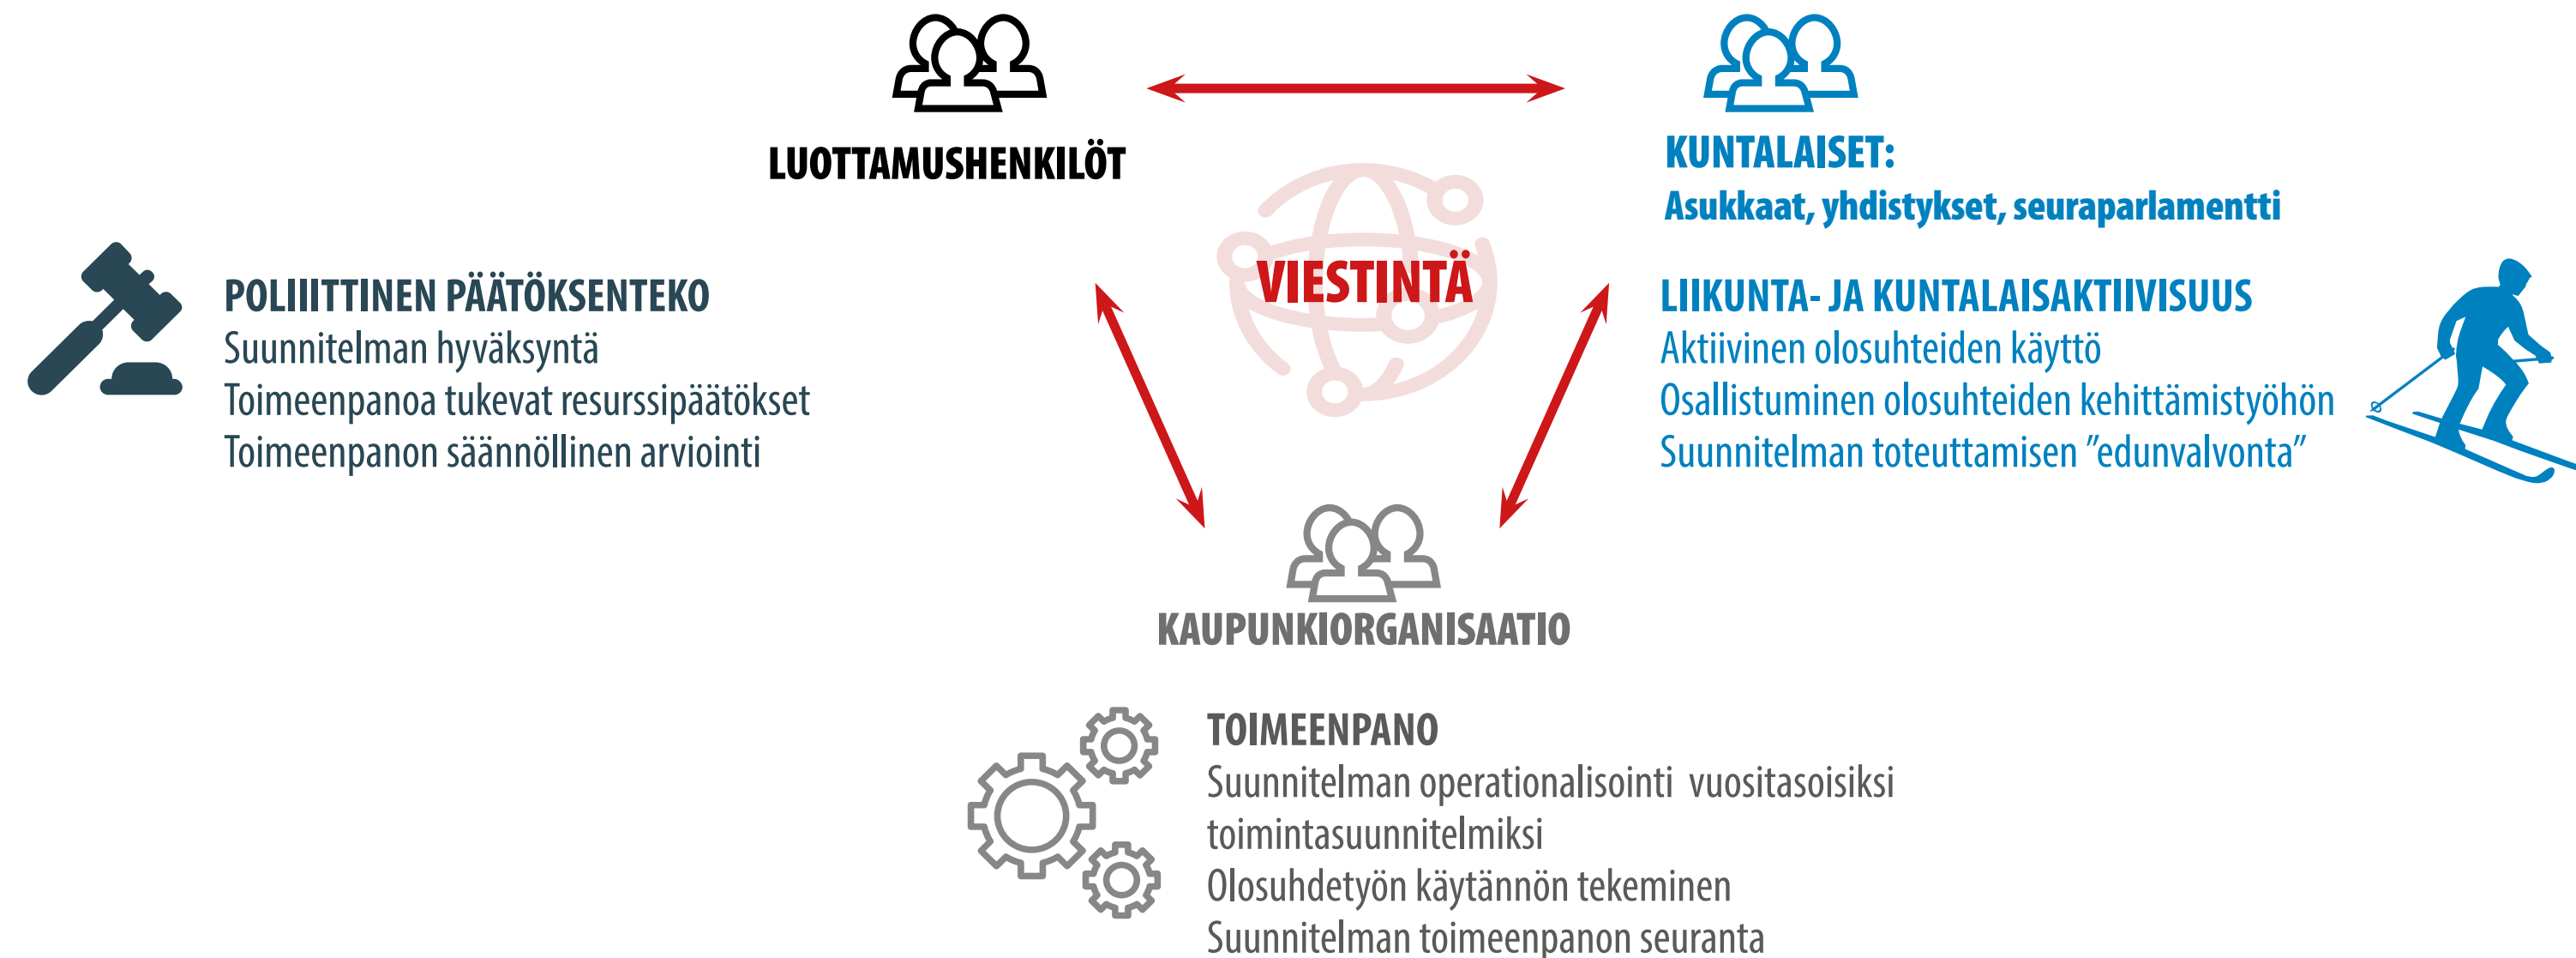 LUOTTAMUSHENKILÖT
KUNTALAISET:
Asukkaat, yhdistykset, seuraparlamentti
VIESTINTÄ
POLIIITTINEN PÄÄTÖKSENTEKO
Suunnitelman hyväksyntä
Toimeenpanoa tukevat resurssipäätökset
Toimeenpanon säännöllinen arviointi
LIIKUNTA- JA KUNTALAISAKTIIVISUUS
Aktiivinen olosuhteiden käyttö
Osallistuminen olosuhteiden kehittämistyöhön
Suunnitelman toteuttamisen ”edunvalvonta”
KAUPUNKIORGANISAATIO
TOIMEENPANO
Suunnitelman operationalisointi vuositasoisiksi
toimintasuunnitelmiksi
Olosuhdetyön käytännön tekeminen
Suunnitelman toimeenpanon seuranta